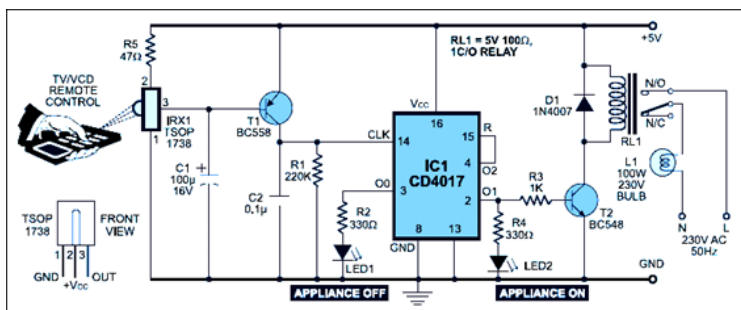 R5
47Ω
TV/VCD
REMOTE
CONTROL
2
3
1
IRX1
TSOP
1738
C1
100µ
16V
+
T1
BC558
R1
220K
C2
0.1µ
RL1 = 5V 100Ω,
1C/O RELAY
+5V
VCC
16
CLK
14
15
R
4
O2
IC1
CD4017
O0
3
2
O1
8
GND
13
R2
330Ω
LED1
R3
1K
R4
330Ω
LED2
D1
1N4007
T2
BC548
N/O
N/C
RL1
L1
100W
230V
BULB
N
L
230V AC
50Hz
GND
TSOP
1738
FRONT
VIEW
1 2 3
GND
+VCC
OUT
APPLIANCE OFF
APPLIANCE ON